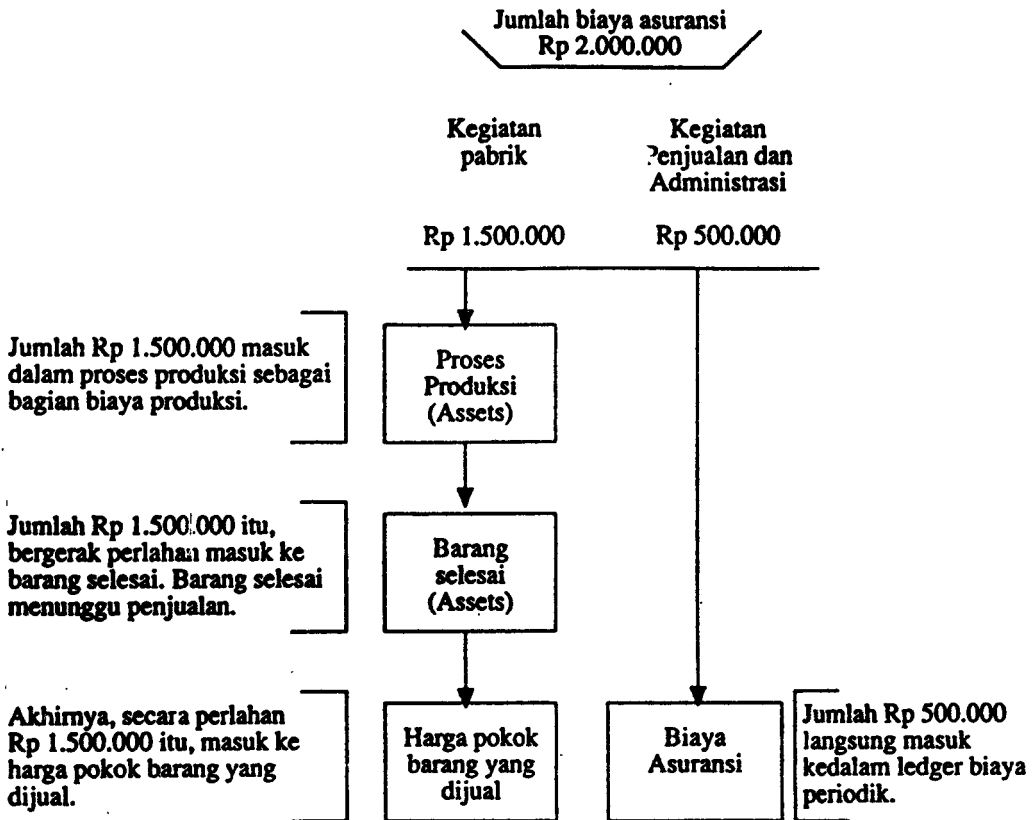 Jumlah biaya asuransi
Rp 2.000.000
Kegiatan
pabrik
Kegiatan
Penjualan dan
Administrasi
Rp 1.500.000
Rp 500.000
Jumlah Rp 1.500.000 masuk
dalam proses produksi sebagai
bagian biaya produksi.
Proses
Produksi
(Assets)
Jumlah Rp 1.500.000 itu,
bergerak perlahan masuk ke
barang selesai. Barang selesai
menunggu penjualan.
Barang
selesai
(Assets)
Akhirnya, secara perlahan
Rp 1.500.000 itu, masuk ke
harga pokok barang yang
dijual.
Harga pokok
barang yang
dijual
Biaya
Asuransi
Jumlah Rp 500.000
langsung masuk
kedalam ledger biaya
periodik.